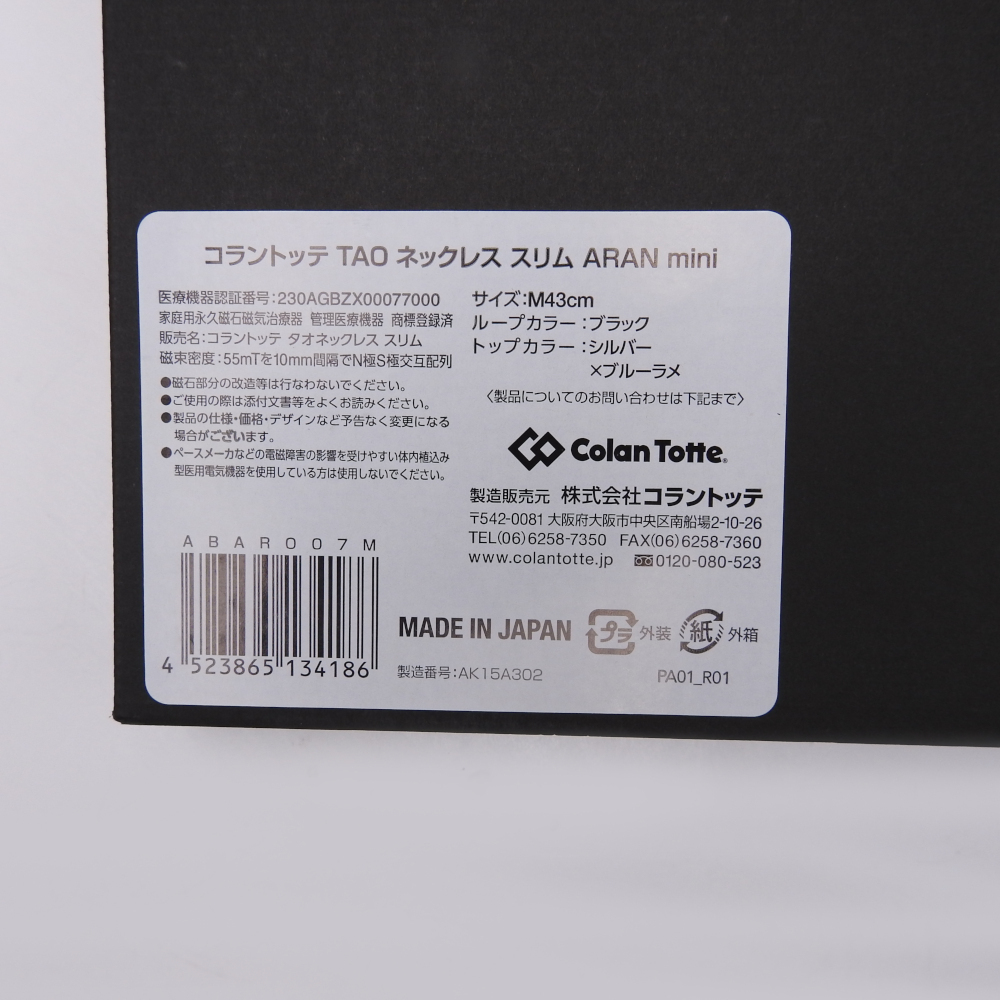 コラントッテ TAO ネックレス スリム ARAN mini
医療機器認証番号:230AGBZX00077000
家庭用永久磁石磁気治療器 管理医療機器 商標登録済
販売名:コラントッテ タオネックレス スリム
磁束密度:55mTを10mm間隔でN極S極交互配列
●磁石部分の改造等は行なわないでください。
●ご使用の際は添付文書等をよくお読みください。
●製品の仕様・価格・デザインなど予告なく変更になる
場合がございます。
●ペースメーカなどの電磁障害の影響を受けやすい体内植込み
型医用電気機器を使用している方は使用しないでください。
サイズ:M43cm
ループカラー:ブラック
トップカラー:シルバー
×ブルーラメ
〈製品についてのお問い合わせは下記まで〉
Colan Totte.
製造販売元 株式会社コラントッテ
〒542-0081 大阪府大阪市中央区南船場2-10-26
TEL(06)6258-7350 FAX(06)6258-7360
www.colantotte.jp 0120-080-523
ABAR007M
4 523865 134186
MADE IN JAPAN プラ 外装 紙 外箱
製造番号:AK15A302 PA01_R01